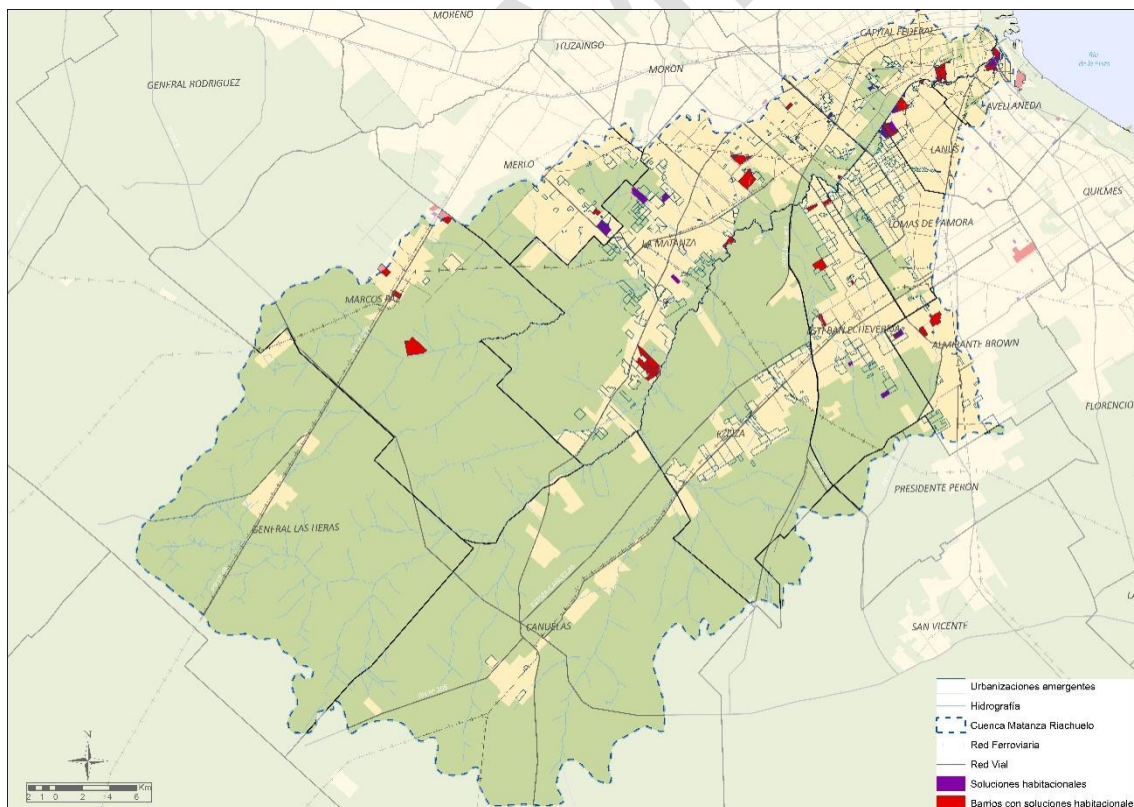 MORENO
CAPITAL FEDERAL
ITUZAINGO
GENERAL RODRIGUEZ
MORON
Río
de la Plata
AVELLANEDA
LANUS
MERLO
QUILMES
LOMAS DE ZAMORA
LA MATANZA
MARCOS PAZ
ESTEBAN ECHEVERRIA
ALMIRANTE BROWN
FLORENCIO
EZEIZA
PRESIDENTE PERON
GENERAL LAS HERAS
SAN VICENTE
CAÑUELAS
LA
N
Km
2 1 0 2 4 6
Urbanizaciones emergentes
Hidrografía
Cuenca Matanza Riachuelo
Red Ferroviaria
Red Vial
Soluciones habitacionales
Barrios con soluciones habitacionale